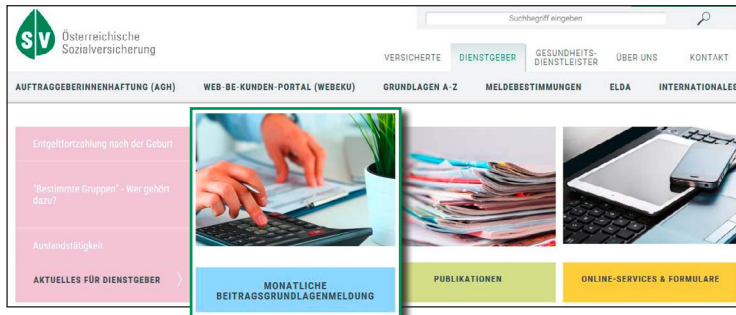 Suchbegriff eingeben
SV
Österreichische
Sozialversicherung
VERSICHERTE
DIENSTGEBER
GESUNDHEITS-
DIENSTLEISTER
ÜBER UNS
KONTAKT
AUFTRAGGEBERINNENHAFTUNG (AGH)
WEB-BE-KUNDEN-PORTAL (WEBEKU)
GRUNDLAGEN A-Z
MELDEBESTIMMUNGEN
ELDA
INTERNATIONALES
Entgeltfortzahlung nach der Geburt
"Bestimmte Gruppen" - Wer gehört
dazu?
Auslandstätigkeit
AKTUELLES FÜR DIENSTGEBER
MONATLICHE
BEITRAGSGRUNDLAGENMELDUNG
PUBLIKATIONEN
ONLINE-SERVICES & FORMULARE